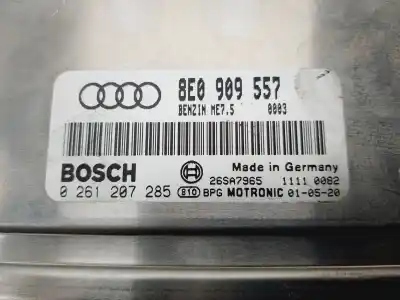 8E0 909 557
BENZIN ME7.5 0003
BOSCH
Made in Germany
26SA7965 1111 0082
0 261 207 285 810 BPG MOTRONIC 01-05-20